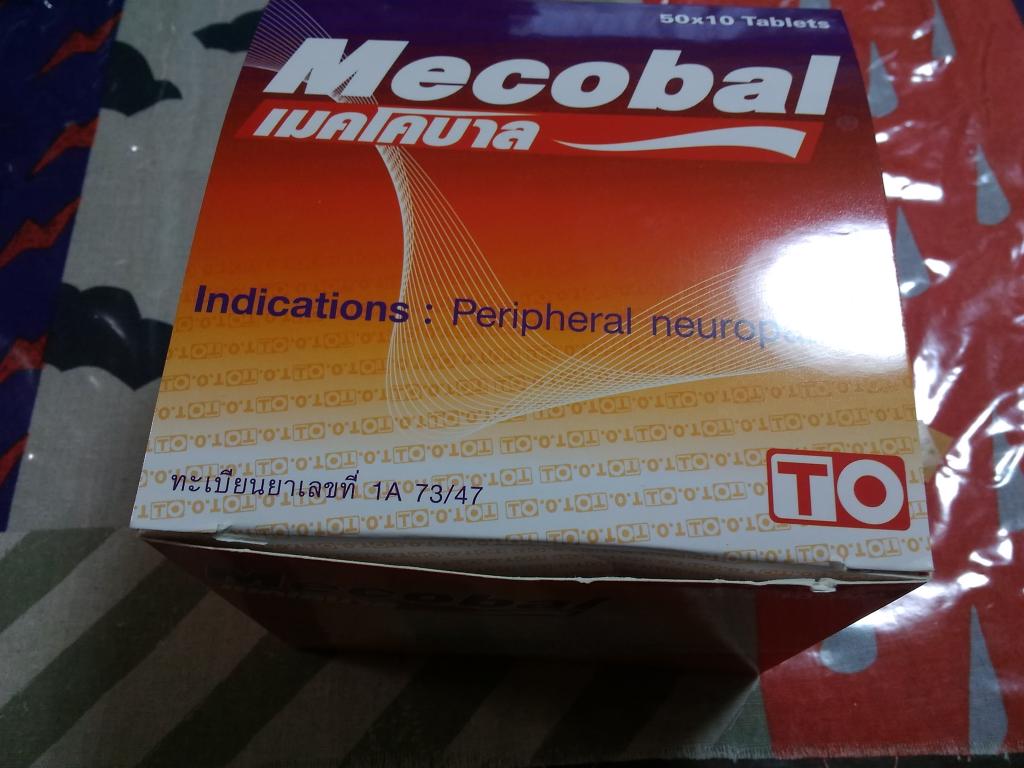 50x10 Tablets
Mecobal
เมคโคบาล
Indications : Peripheral
ทะเบียนยาเลขที่ 1A 73/47
TO
Mecobal